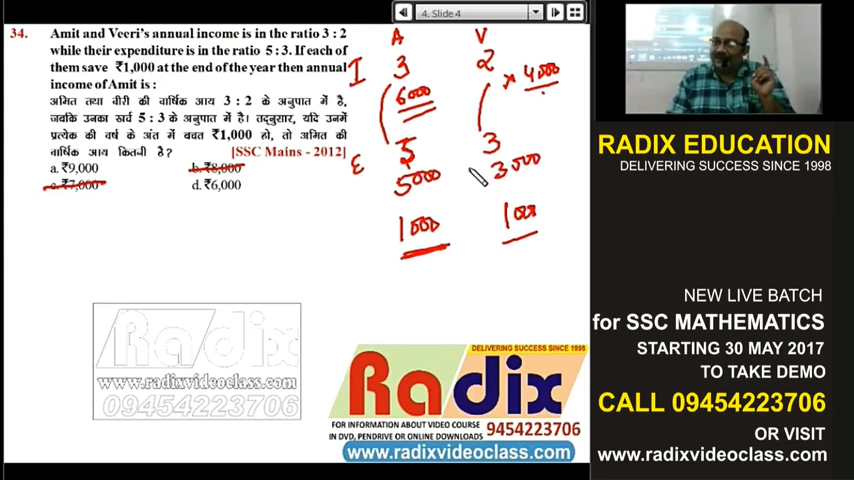 4. Slide 4
34. Amit and Veeri's annual income is in the ratio 3 : 2
while their expenditure is in the ratio 5 : 3. If each of
them save ₹1,000 at the end of the year then annual
income of Amit is :
अमित तथा वीरी की वार्षिक आय 3 : 2 के अनुपात में है,
जबकि उनका खर्च 5 : 3 के अनुपात में है। तद्नुसार, यदि उनमें
प्रत्येक की वर्ष के अंत में बचत ₹1,000 हो, तो अमित की
वार्षिक आय कितनी है? [SSC Mains - 2012]
a. ₹9,000 b. ₹8,000
c. ₹7,000 d. ₹6,000
A V
I 3 2
6000 4000
5 3
E 5000 3000
1000 1000
RADIX EDUCATION
DELIVERING SUCCESS SINCE 1998
NEW LIVE BATCH
for SSC MATHEMATICS
STARTING 30 MAY 2017
TO TAKE DEMO
CALL 09454223706
OR VISIT
www.radixvideoclass.com
Radix
www.radixvideoclass.com
09454223706
DELIVERING SUCCESS SINCE 1998
Radix
FOR INFORMATION ABOUT VIDEO COURSE
IN DVD, PENDRIVE OR ONLINE DOWNLOADS
9454223706
www.radixvideoclass.com